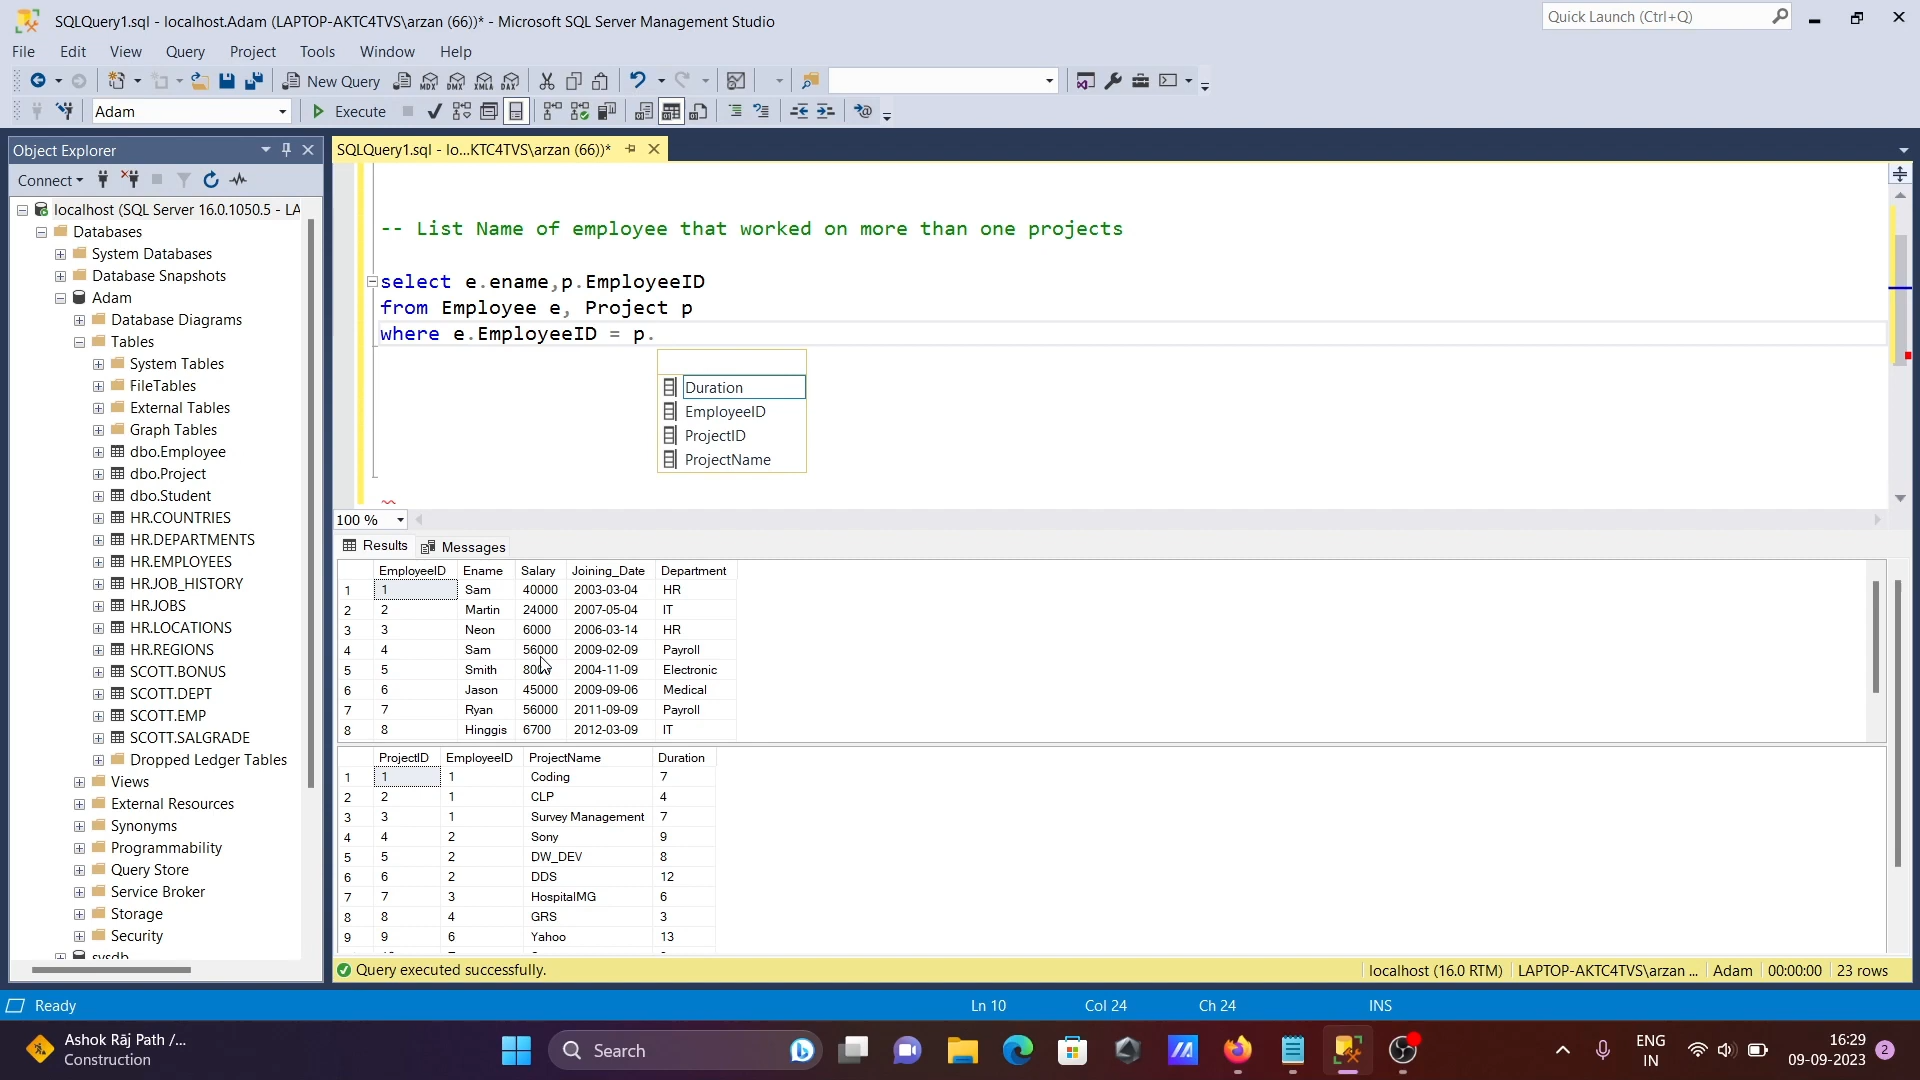 SQLQuery1.sql - localhost.Adam (LAPTOP-AKTC4TVS\arzan (66))* - Microsoft SQL Server Management Studio
Quick Launch (Ctrl+Q)
File Edit View Query Project Tools Window Help
New Query MDX DMX XMLA DAX
Adam Execute
Object Explorer
SQLQuery1.sql - lo...KTC4TVS\arzan (66))*
Connect
localhost (SQL Server 16.0.1050.5 - LA
Databases
System Databases
Database Snapshots
Adam
Database Diagrams
Tables
System Tables
FileTables
External Tables
Graph Tables
dbo.Employee
dbo.Project
dbo.Student
HR.COUNTRIES
HR.DEPARTMENTS
HR.EMPLOYEES
HR.JOB_HISTORY
HR.JOBS
HR.LOCATIONS
HR.REGIONS
SCOTT.BONUS
SCOTT.DEPT
SCOTT.EMP
SCOTT.SALGRADE
Dropped Ledger Tables
Views
External Resources
Synonyms
Programmability
Query Store
Service Broker
Storage
Security
sysdb
-- List Name of employee that worked on more than one projects
select e.ename,p.EmployeeID
from Employee e, Project p
where e.EmployeeID = p.
Duration
EmployeeID
ProjectID
ProjectName
100 %
Results Messages
EmployeeID Ename Salary Joining_Date Department
1 1 Sam 40000 2003-03-04 HR
2 2 Martin 24000 2007-05-04 IT
3 3 Neon 6000 2006-03-14 HR
4 4 Sam 56000 2009-02-09 Payroll
5 5 Smith 2004-11-09 Electronic
6 6 Jason 45000 2009-09-06 Medical
7 7 Ryan 56000 2011-09-09 Payroll
8 8 Hinggis 6700 2012-03-09 IT
ProjectID EmployeeID ProjectName Duration
1 1 1 Coding 7
2 2 1 CLP 4
3 3 1 Survey Management 7
4 4 2 Sony 9
5 5 2 DW_DEV 8
6 6 2 DDS 12
7 7 3 HospitalMG 6
8 8 4 GRS 3
9 9 6 Yahoo 13
Query executed successfully.
localhost (16.0 RTM) LAPTOP-AKTC4TVS\arzan ... Adam 00:00:00 23 rows
Ready Ln 10 Col 24 Ch 24 INS
Ashok Rāj Path /...
Construction
Search
ENG
IN
16:29
09-09-2023
2